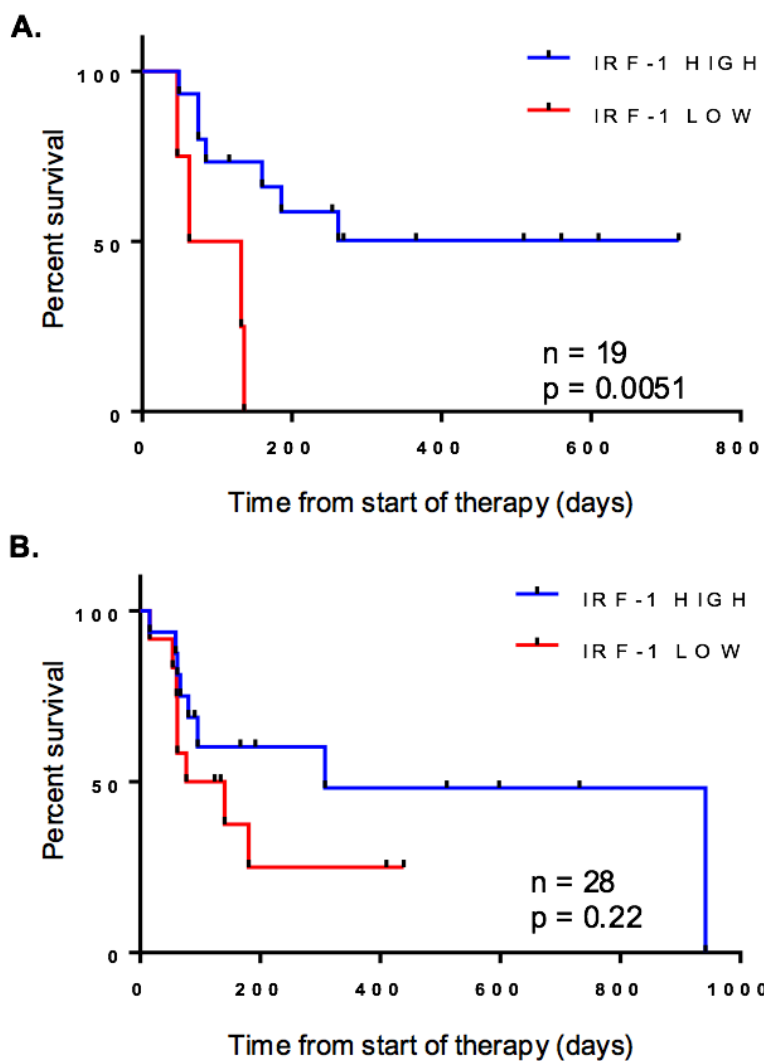 A.
IRF-1 HIGH
IRF-1 LOW
Percent survival
100
50
0
n = 19
p = 0.0051
0 200 400 600 800
Time from start of therapy (days)
B.
IRF-1 HIGH
IRF-1 LOW
Percent survival
100
50
0
n = 28
p = 0.22
0 200 400 600 800 1000
Time from start of therapy (days)